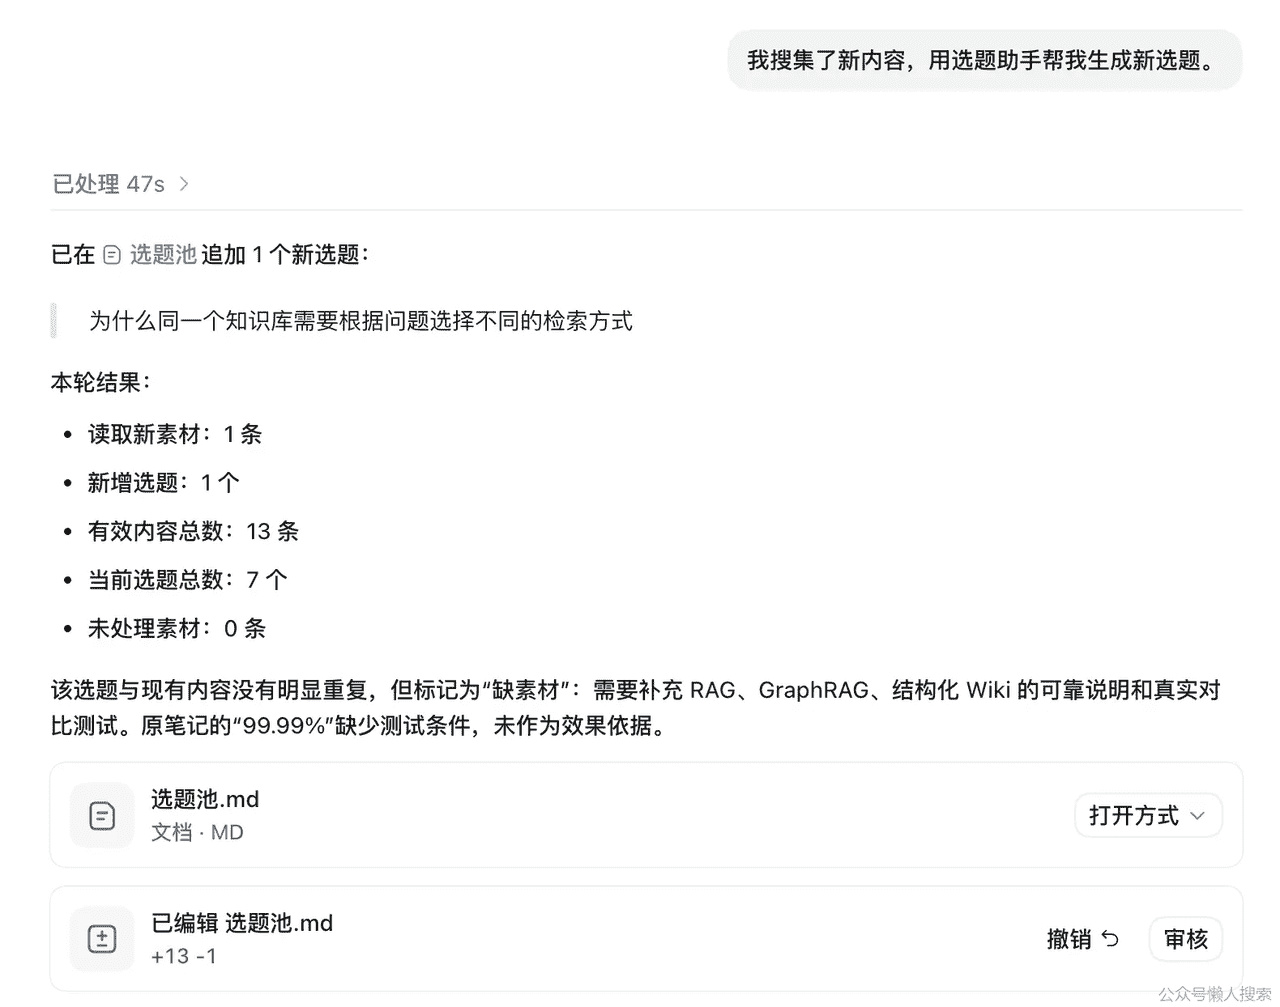 我搜集了新内容，用选题助手帮我生成新选题。
已处理 47s
已在 选题池 追加 1 个新选题：
为什么同一个知识库需要根据问题选择不同的检索方式
本轮结果：
• 读取新素材：1 条
• 新增选题：1 个
• 有效内容总数：13 条
• 当前选题总数：7 个
• 未处理素材：0 条
该选题与现有内容没有明显重复，但标记为“缺素材”：需要补充 RAG、GraphRAG、结构化 Wiki 的可靠说明和真实对
比测试。原笔记的“99.99%”缺少测试条件，未作为效果依据。
选题池.md
文档 · MD
打开方式
已编辑 选题池.md
+13 -1
撤销
审核
公众号懒人搜索